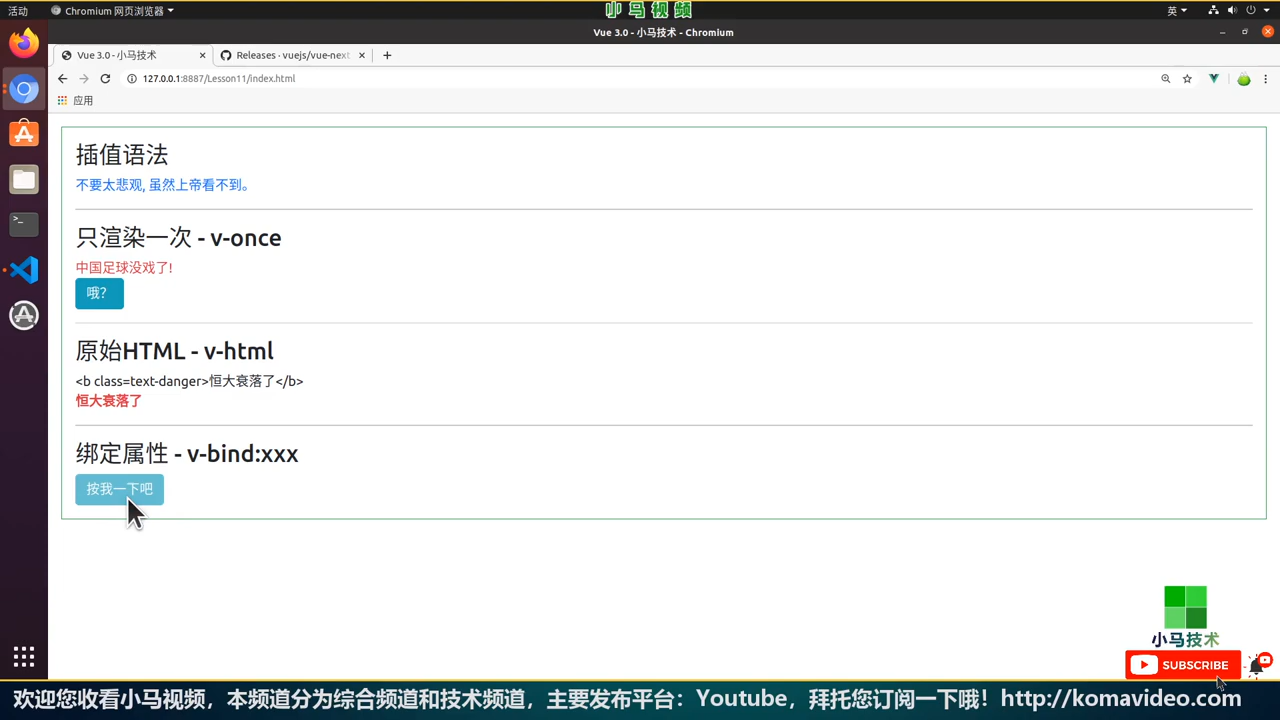 活动
Chromium 网页浏览器
小马视频
英
Vue 3.0 - 小马技术 - Chromium
Vue 3.0 - 小马技术
Releases · vuejs/vue-next
127.0.0.1:8887/Lesson11/index.html
应用
插值语法
不要太悲观, 虽然上帝看不到。
只渲染一次 - v-once
中国足球没戏了!
哦?
原始HTML - v-html
<b class=text-danger>恒大衰落了</b>
恒大衰落了
绑定属性 - v-bind:xxx
按我一下吧
小马技术
SUBSCRIBE
欢迎您收看小马视频，本频道分为综合频道和技术频道，主要发布平台：Youtube，拜托您订阅一下哦！http://komavideo.com